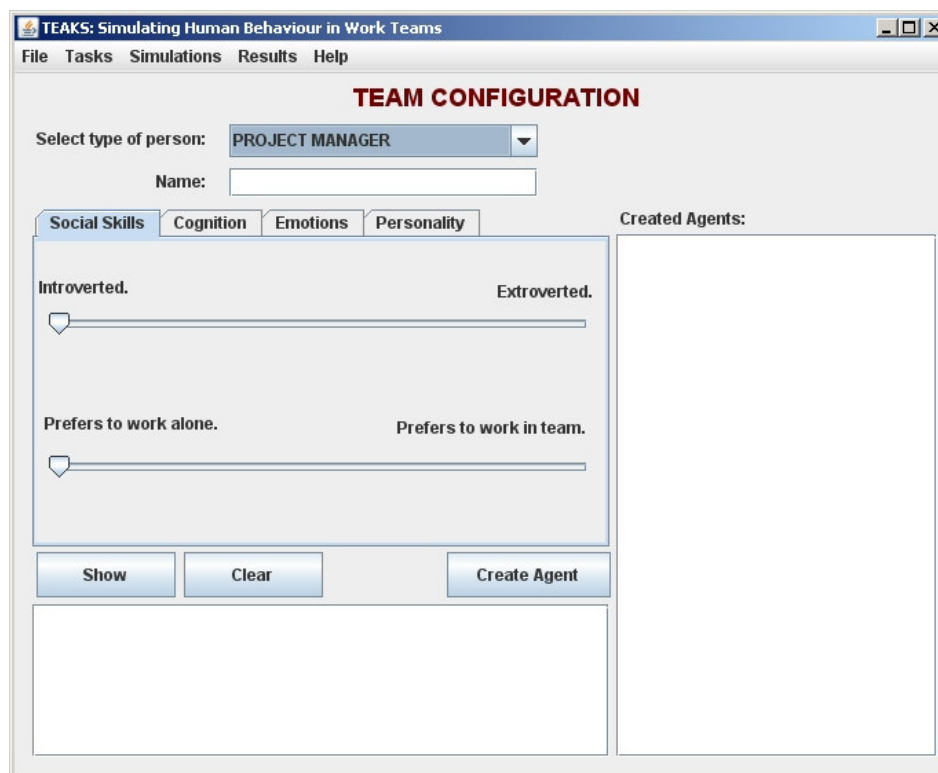 TEAKS: Simulating Human Behaviour in Work Teams
File Tasks Simulations Results Help
TEAM CONFIGURATION
Select type of person: PROJECT MANAGER
Name:
Social Skills Cognition Emotions Personality
Created Agents:
Introverted. Extroverted.
Prefers to work alone. Prefers to work in team.
Show Clear Create Agent